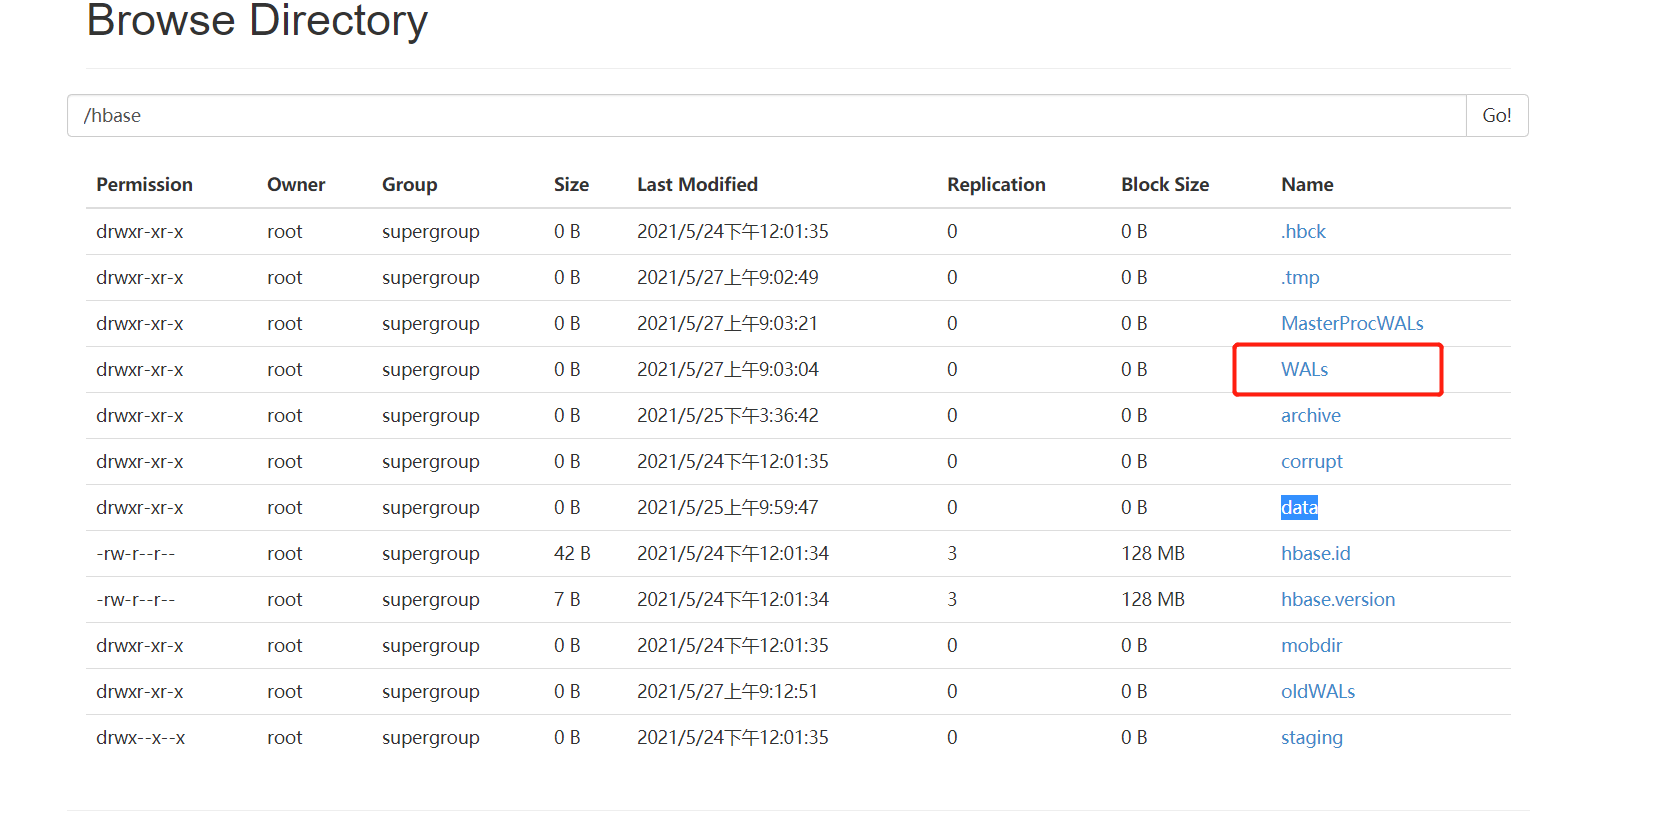 Browse Directory
/hbase Go!
Permission Owner Group Size Last Modified Replication Block Size Name
drwxr-xr-x root supergroup 0 B 2021/5/24下午12:01:35 0 0 B .hbck
drwxr-xr-x root supergroup 0 B 2021/5/27上午9:02:49 0 0 B .tmp
drwxr-xr-x root supergroup 0 B 2021/5/27上午9:03:21 0 0 B MasterProcWALs
drwxr-xr-x root supergroup 0 B 2021/5/27上午9:03:04 0 0 B WALs
drwxr-xr-x root supergroup 0 B 2021/5/25下午3:36:42 0 0 B archive
drwxr-xr-x root supergroup 0 B 2021/5/24下午12:01:35 0 0 B corrupt
drwxr-xr-x root supergroup 0 B 2021/5/25上午9:59:47 0 0 B data
-rw-r--r-- root supergroup 42 B 2021/5/24下午12:01:34 3 128 MB hbase.id
-rw-r--r-- root supergroup 7 B 2021/5/24下午12:01:34 3 128 MB hbase.version
drwxr-xr-x root supergroup 0 B 2021/5/24下午12:01:35 0 0 B mobdir
drwxr-xr-x root supergroup 0 B 2021/5/27上午9:12:51 0 0 B oldWALs
drwx--x--x root supergroup 0 B 2021/5/24下午12:01:35 0 0 B staging